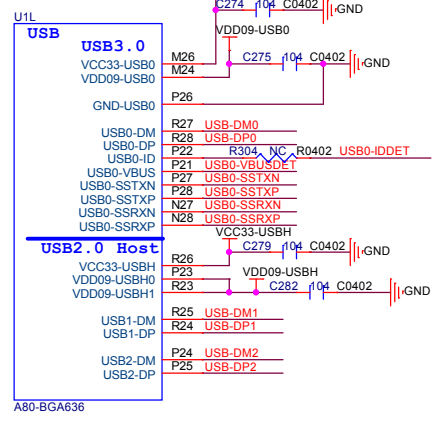 C274 104 C0402 GND
U1L
USB
VDD09-USB0
USB3.0
VCC33-USB0 M26
C275 104 C0402 GND
VDD09-USB0 M24
GND-USB0 P26
USB0-DM R27 USB-DM0
USB0-DP R28 USB-DP0
USB0-ID P22 R304 NC R0402 USB0-IDDET
USB0-VBUS P21 USB0-VBUSDET
USB0-SSTXN P27 USB0-SSTXN
USB0-SSTXP P28 USB0-SSTXP
USB0-SSRXN N27 USB0-SSRXN
USB0-SSRXP N28 USB0-SSRXP
VCC33-USBH
USB2.0 Host
C279 104 C0402 GND
VCC33-USBH R26
VDD09-USBH0 P23 VDD09-USBH
VDD09-USBH1 R23 C282 104 C0402 GND
USB1-DM R25 USB-DM1
USB1-DP R24 USB-DP1
USB2-DM P24 USB-DM2
USB2-DP P25 USB-DP2
A80-BGA636